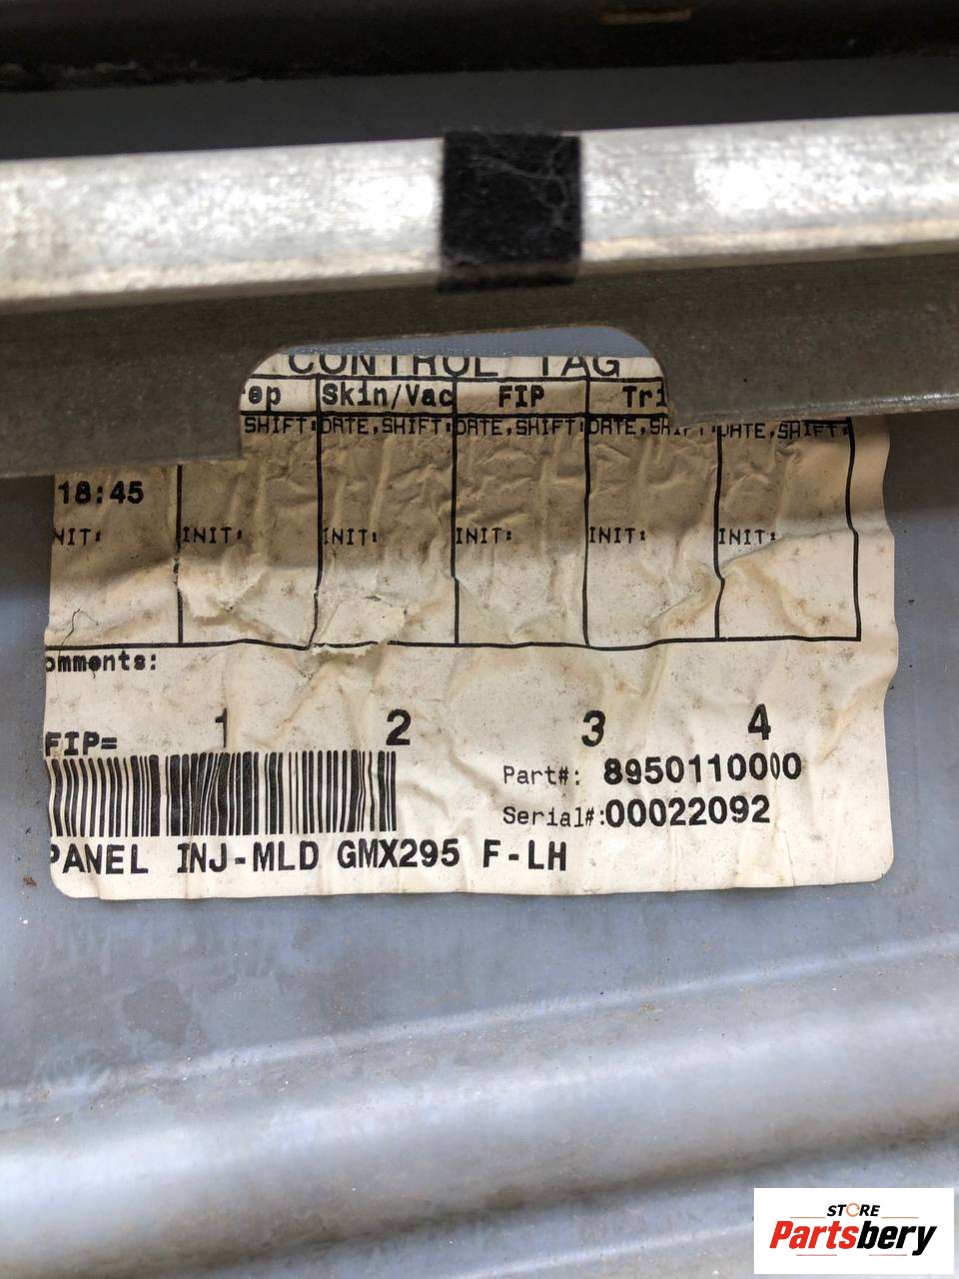 CONTROL TAG
ep Skin/Vac FIP Tri
SHIFT: DATE,SHIFT: DATE,SHIFT: DATE,SHIFT: DATE,SHIFT:
18:45
NIT: INIT: INIT: INIT: INIT: INIT:
omments:
FIP= 1 2 3 4
Part#: 8950110000
Serial#:00022092
PANEL INJ-MLD GMX295 F-LH
STORE
Partsbery